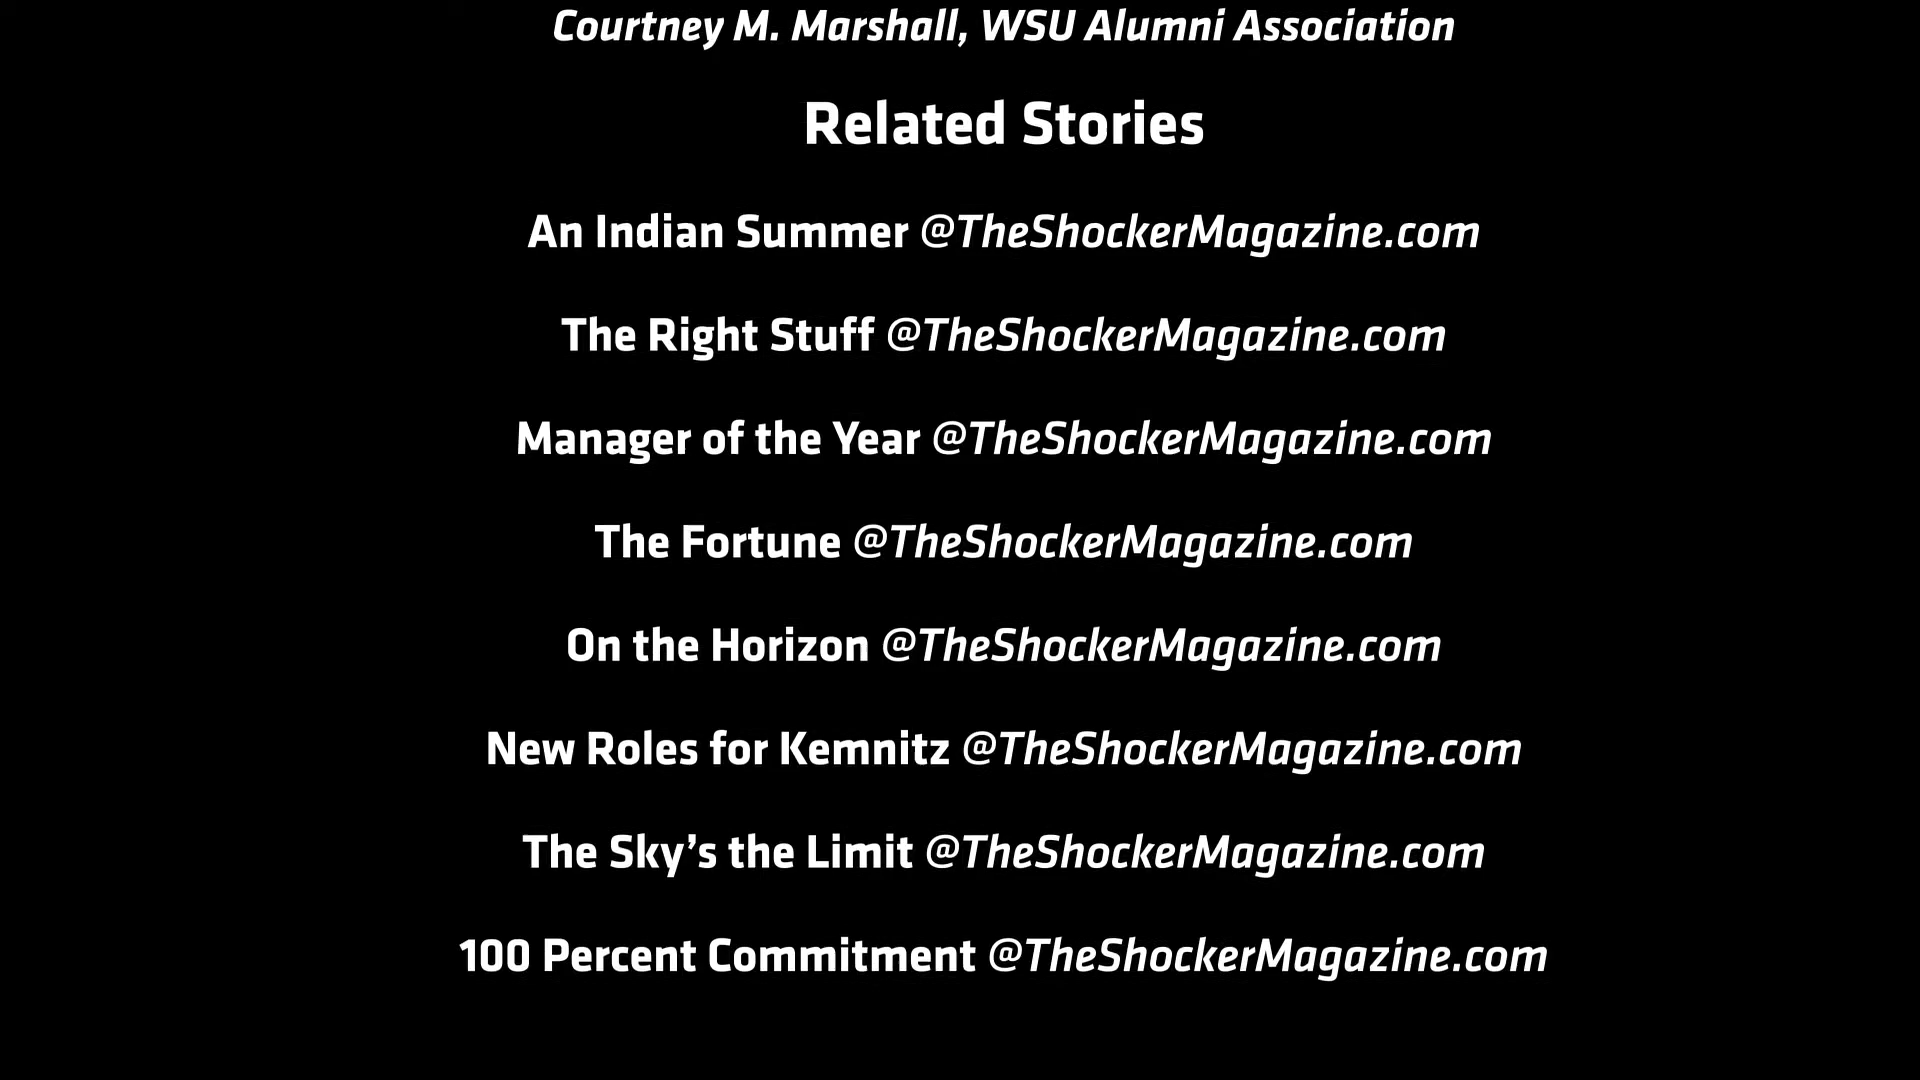 Courtney M. Marshall, WSU Alumni Association
Related Stories
An Indian Summer @TheShockerMagazine.com
The Right Stuff @TheShockerMagazine.com
Manager of the Year @TheShockerMagazine.com
The Fortune @TheShockerMagazine.com
On the Horizon @TheShockerMagazine.com
New Roles for Kemnitz @TheShockerMagazine.com
The Sky’s the Limit @TheShockerMagazine.com
100 Percent Commitment @TheShockerMagazine.com